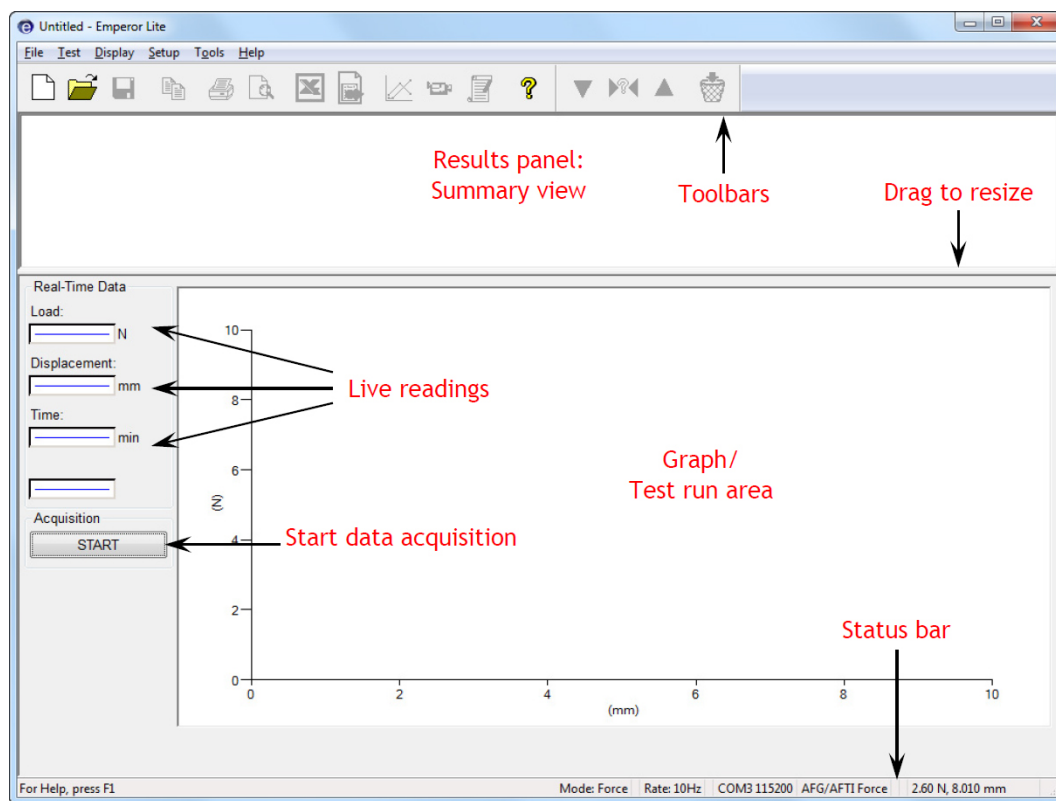 Untitled - Emperor Lite
File Test Display Setup Tools Help
Results panel:
Summary view
Toolbars
Drag to resize
Real-Time Data
Load:
N
Displacement:
mm
Time:
min
Live readings
Acquisition
START
Start data acquisition
10
8
6
4
2
0
(N)
Graph/
Test run area
0 2 4 6 8 10
(mm)
Status bar
For Help, press F1 Mode: Force Rate: 10Hz COM3 115200 AFG/AFTI Force 2.60 N, 8.010 mm